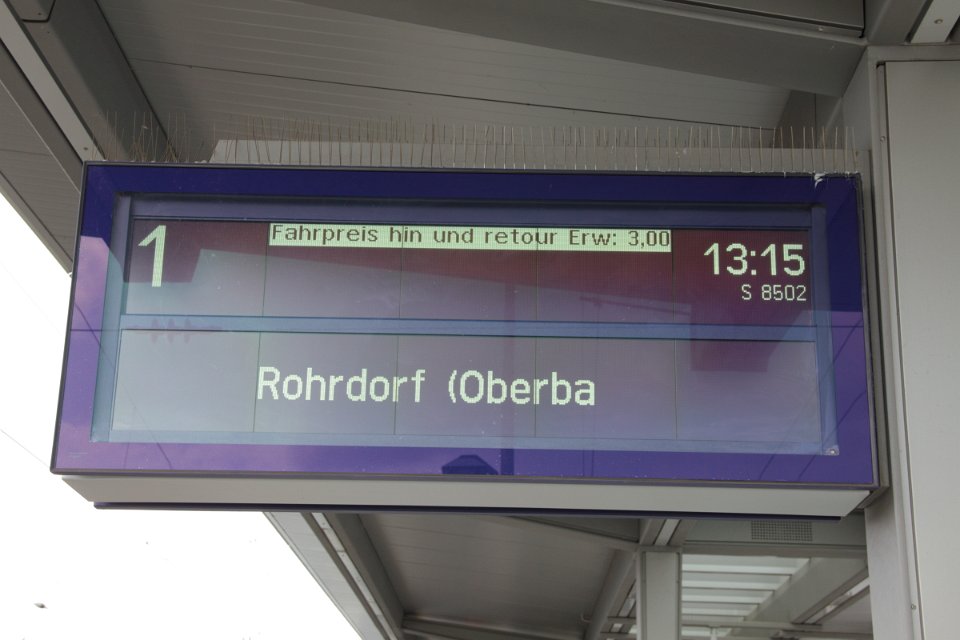 1
Fahrpreis hin und retour Erw: 3,00
13:15
S 8502
Rohrdorf (Oberba